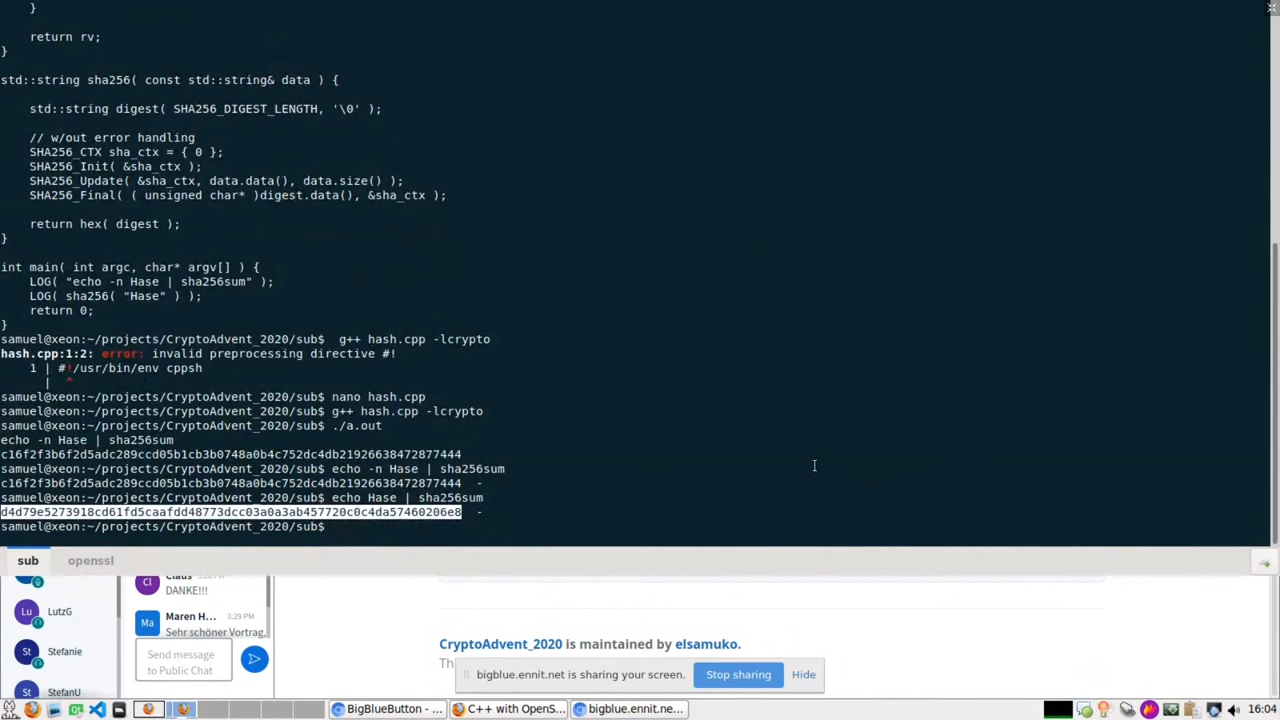 }
return rv;
}
std::string sha256( const std::string& data ) {
std::string digest( SHA256_DIGEST_LENGTH, '\0' );
// w/out error handling
SHA256_CTX sha_ctx = { 0 };
SHA256_Init( &sha_ctx );
SHA256_Update( &sha_ctx, data.data(), data.size() );
SHA256_Final( ( unsigned char* )digest.data(), &sha_ctx );
return hex( digest );
}
int main( int argc, char* argv[] ) {
LOG( "echo -n Hase | sha256sum" );
LOG( sha256( "Hase" ) );
return 0;
}
samuel@xeon:~/projects/CryptoAdvent_2020/sub$  g++ hash.cpp -lcrypto
hash.cpp:1:2: error: invalid preprocessing directive #!
1 | #!/usr/bin/env cppsh
|  ^
samuel@xeon:~/projects/CryptoAdvent_2020/sub$ nano hash.cpp
samuel@xeon:~/projects/CryptoAdvent_2020/sub$ g++ hash.cpp -lcrypto
samuel@xeon:~/projects/CryptoAdvent_2020/sub$ ./a.out
echo -n Hase | sha256sum
c16f2f3b6f2d5adc289ccd05b1cb3b0748a0b4c752dc4db21926638472877444
samuel@xeon:~/projects/CryptoAdvent_2020/sub$ echo -n Hase | sha256sum
c16f2f3b6f2d5adc289ccd05b1cb3b0748a0b4c752dc4db21926638472877444  -
samuel@xeon:~/projects/CryptoAdvent_2020/sub$ echo Hase | sha256sum
d4d79e5273918cd61fd5caafdd48773dcc03a0a3ab457720c0c4da57460206e8  -
samuel@xeon:~/projects/CryptoAdvent_2020/sub$
sub openssl
Cl Claus
DANKE!!!
Lu LutzG
Ma Maren H... 3:29 PM
Sehr schöner Vortrag,
St Stefanie
Send message
to Public Chat
St StefanU
CryptoAdvent_2020 is maintained by elsamuko.
Th
bigblue.ennit.net is sharing your screen. Stop sharing Hide
BigBlueButton - ... C++ with OpenS... bigblue.ennit.ne... 16:04